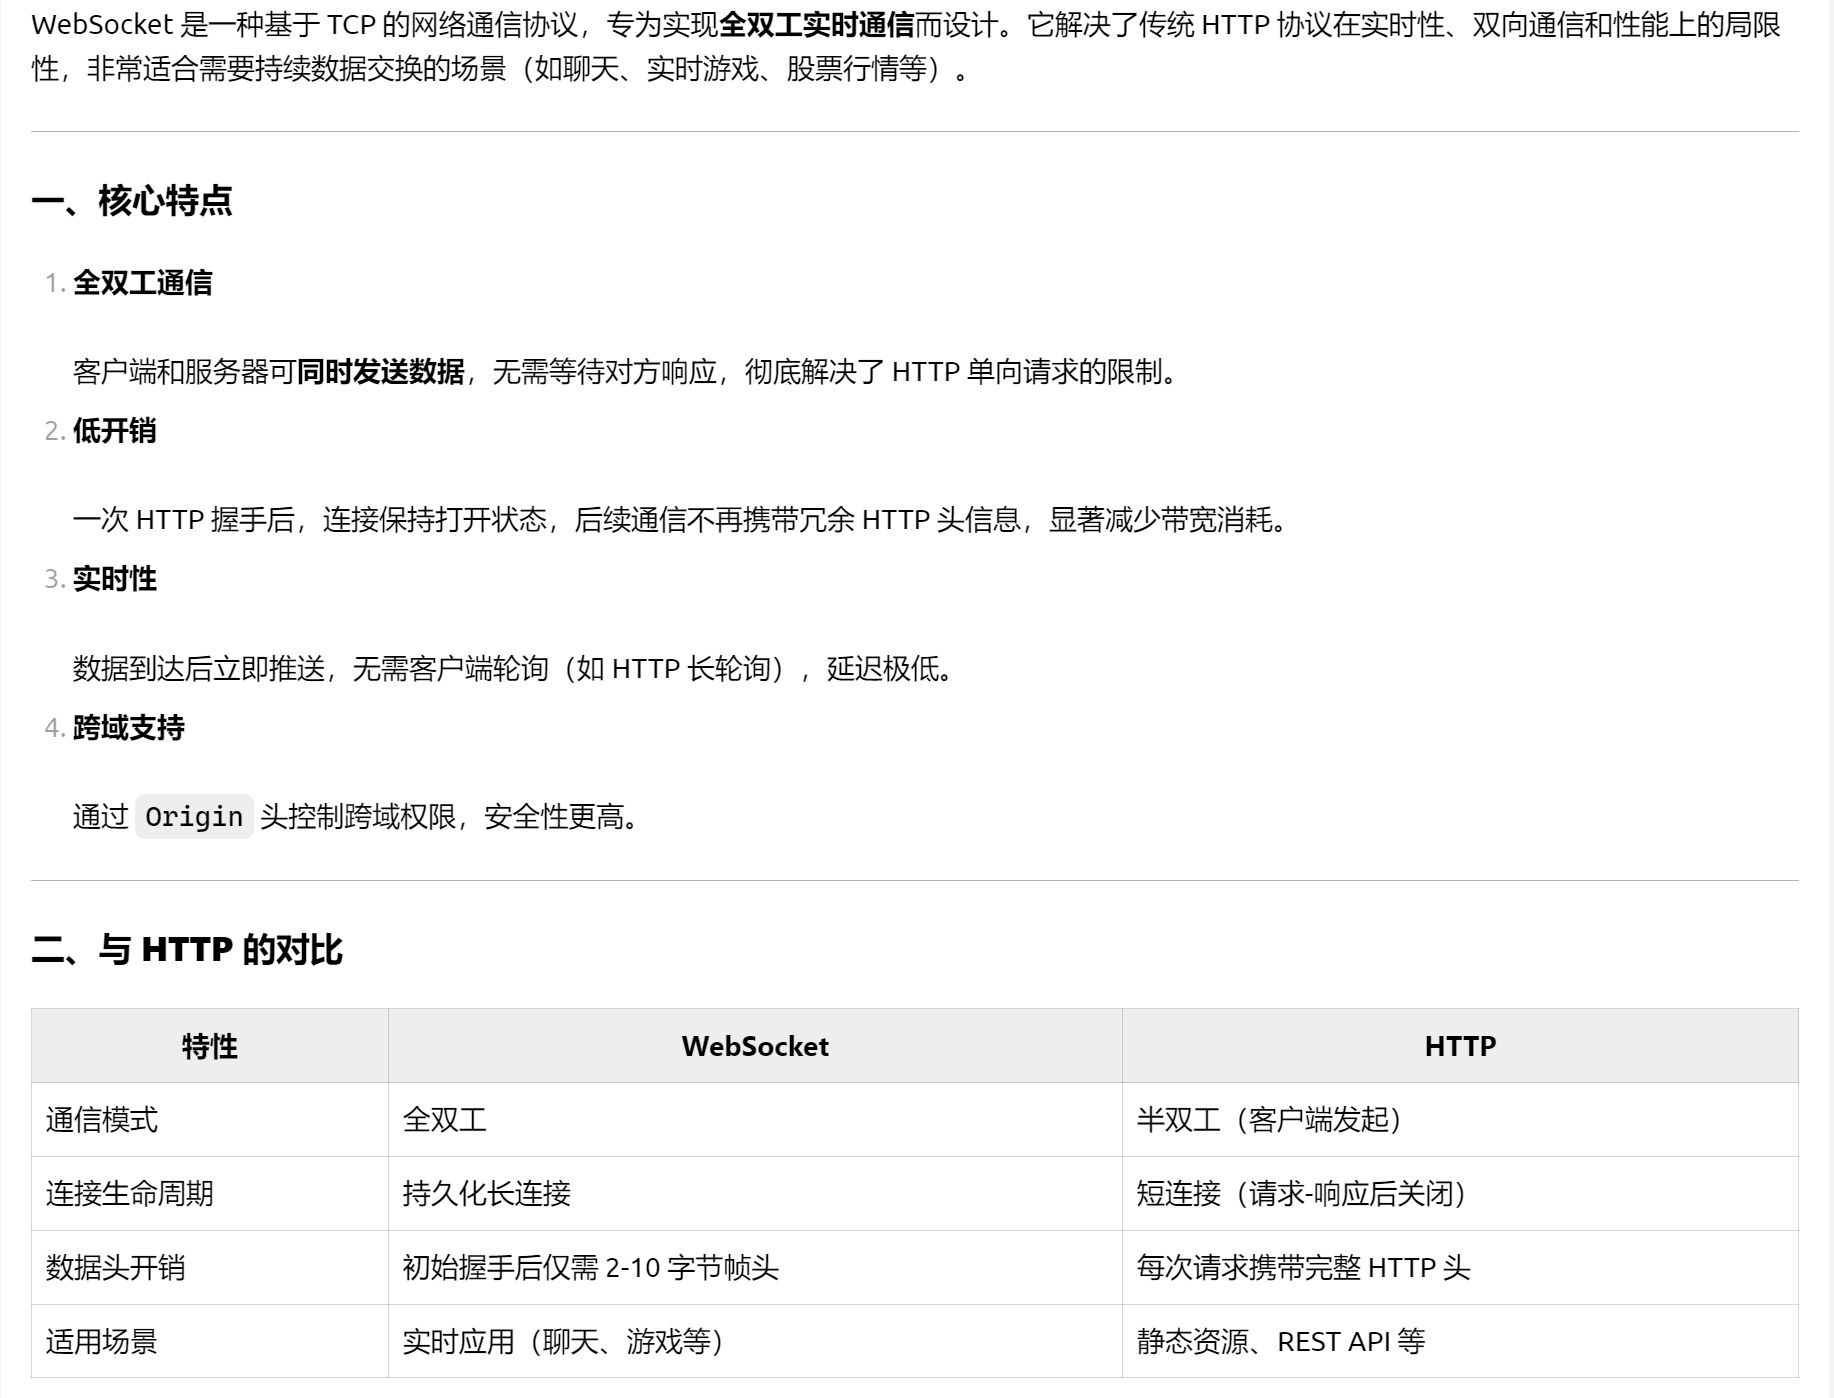 WebSocket 是一种基于 TCP 的网络通信协议，专为实现全双工实时通信而设计。它解决了传统 HTTP 协议在实时性、双向通信和性能上的局限
性，非常适合需要持续数据交换的场景（如聊天、实时游戏、股票行情等）。
一、核心特点
1. 全双工通信
客户端和服务器可同时发送数据，无需等待对方响应，彻底解决了 HTTP 单向请求的限制。
2. 低开销
一次 HTTP 握手后，连接保持打开状态，后续通信不再携带冗余 HTTP 头信息，显著减少带宽消耗。
3. 实时性
数据到达后立即推送，无需客户端轮询（如 HTTP 长轮询），延迟极低。
4. 跨域支持
通过 Origin 头控制跨域权限，安全性更高。
二、与 HTTP 的对比
特性 WebSocket HTTP
通信模式 全双工 半双工（客户端发起）
连接生命周期 持久化长连接 短连接（请求-响应后关闭）
数据头开销 初始握手后仅需 2-10 字节帧头 每次请求携带完整 HTTP 头
适用场景 实时应用（聊天、游戏等） 静态资源、REST API 等